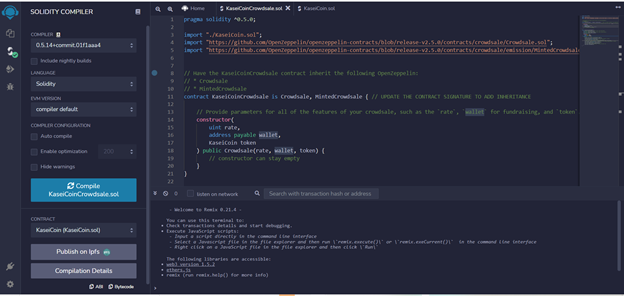 SOLIDITY COMPILER
COMPILER
0.5.14+commit.01f1aaa4
Include nightly builds
LANGUAGE
Solidity
EVM VERSION
compiler default
COMPILER CONFIGURATION
Auto compile
Enable optimization 200
Hide warnings
Compile
KaseiCoinCrowdsale.sol
CONTRACT
KaseiCoin (KaseiCoin.sol)
Publish on Ipfs
Compilation Details
ABI Bytecode
Home KaseiCoinCrowdsale.sol KaseiCoin.sol
1 pragma solidity ^0.5.0;
2
3 import "./KaseiCoin.sol";
4 import "https://github.com/OpenZeppelin/openzeppelin-contracts/blob/release-v2.5.0/contracts/crowdsale/Crowdsale.sol";
5 import "https://github.com/OpenZeppelin/openzeppelin-contracts/blob/release-v2.5.0/contracts/crowdsale/emission/MintedCrowdsale
6
7
8 // Have the KaseiCoinCrowdsale contract inherit the following OpenZeppelin:
9 // * Crowdsale
10 // * MintedCrowdsale
11 contract KaseiCoinCrowdsale is Crowdsale, MintedCrowdsale { // UPDATE THE CONTRACT SIGNATURE TO ADD INHERITANCE
12
13 // Provide parameters for all of the features of your crowdsale, such as the `rate`, `wallet` for fundraising, and `token`
14 constructor(
15 uint rate,
16 address payable wallet,
17 KaseiCoin token
18 ) public Crowdsale(rate, wallet, token) {
19 // constructor can stay empty
20 }
21 }
22
0 listen on network Search with transaction hash or address
- Welcome to Remix 0.21.4 -
You can use this terminal to:
• Check transactions details and start debugging.
• Execute JavaScript scripts:
- Input a script directly in the command line interface
- Select a Javascript file in the file explorer and then run \`remix.execute()\` or \`remix.exeCurrent()\` in the command line interface
- Right click on a JavaScript file in the file explorer and then click \`Run\`
The following libraries are accessible:
• web3 version 1.5.2
• ethers.js
• remix (run remix.help() for more info)
>